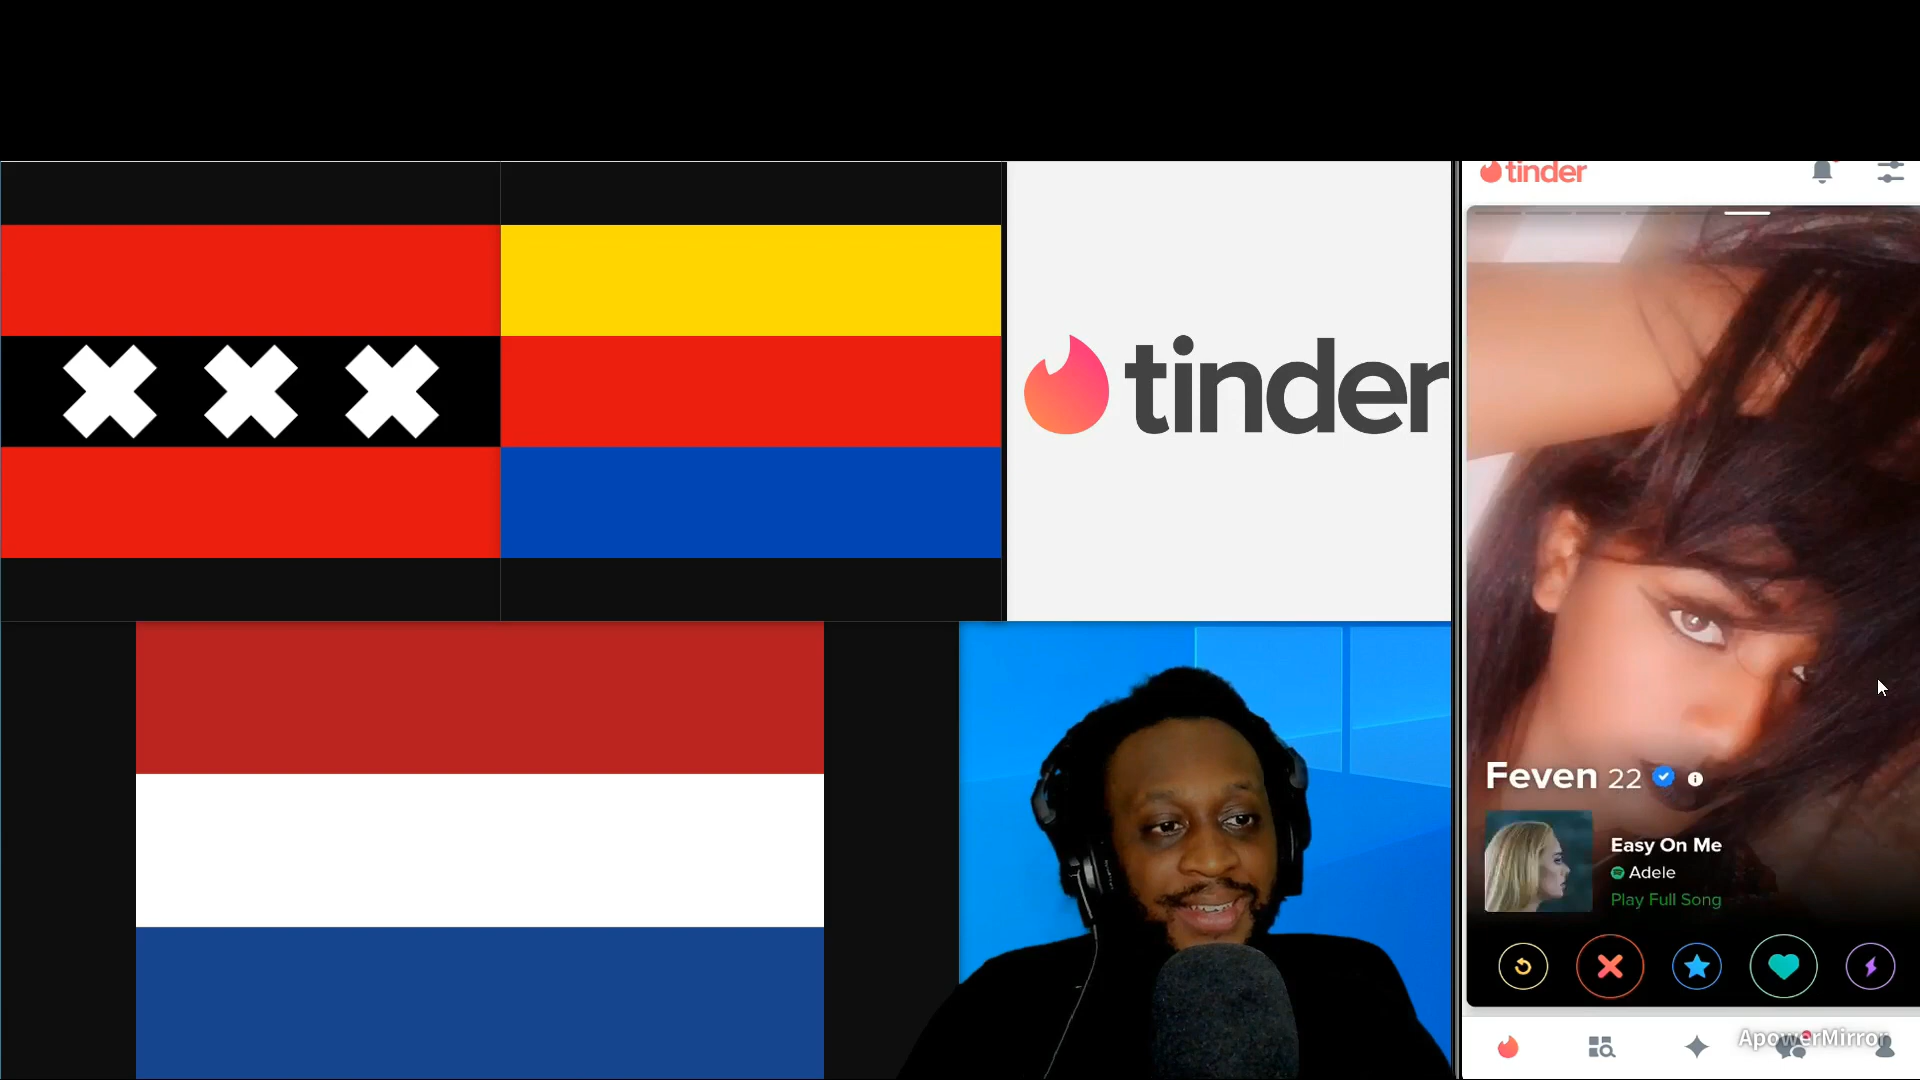 tinder
tinder
Feven 22
Easy On Me
Adele
Play Full Song
ApowerMirror